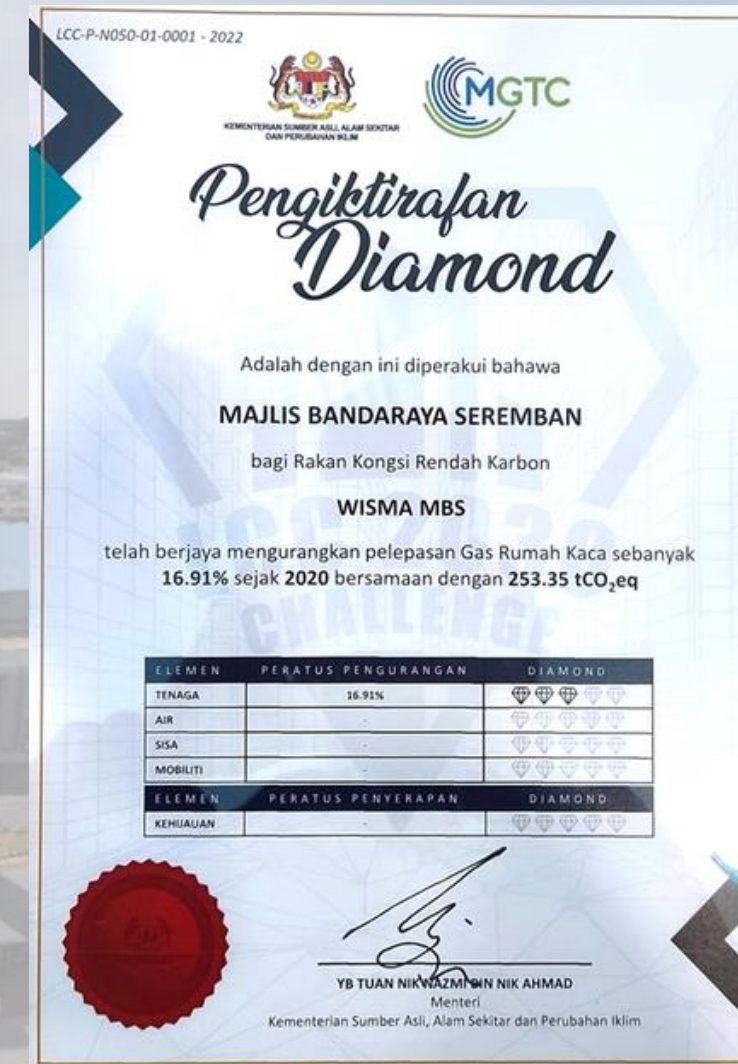 LCC-P-N050-01-0001 - 2022
KEMENTERIAN SUMBER ASLI, ALAM SEKITAR
DAN PERUBAHAN IKLIM
MGTC
Pengiktirafan
Diamond
Adalah dengan ini diperakui bahawa
MAJLIS BANDARAYA SEREMBAN
bagi Rakan Kongsi Rendah Karbon
WISMA MBS
telah berjaya mengurangkan pelepasan Gas Rumah Kaca sebanyak
16.91% sejak 2020 bersamaan dengan 253.35 tCO₂eq
LCC 2030
CHALLENGE
ELEMEN PERATUS PENGURANGAN DIAMOND
TENAGA 16.91%
AIR -
SISA -
MOBILITI -
ELEMEN PERATUS PENYERAPAN DIAMOND
KEHIJAUAN -
YB TUAN NIK NAZMI BIN NIK AHMAD
Menteri
Kementerian Sumber Asli, Alam Sekitar dan Perubahan Iklim